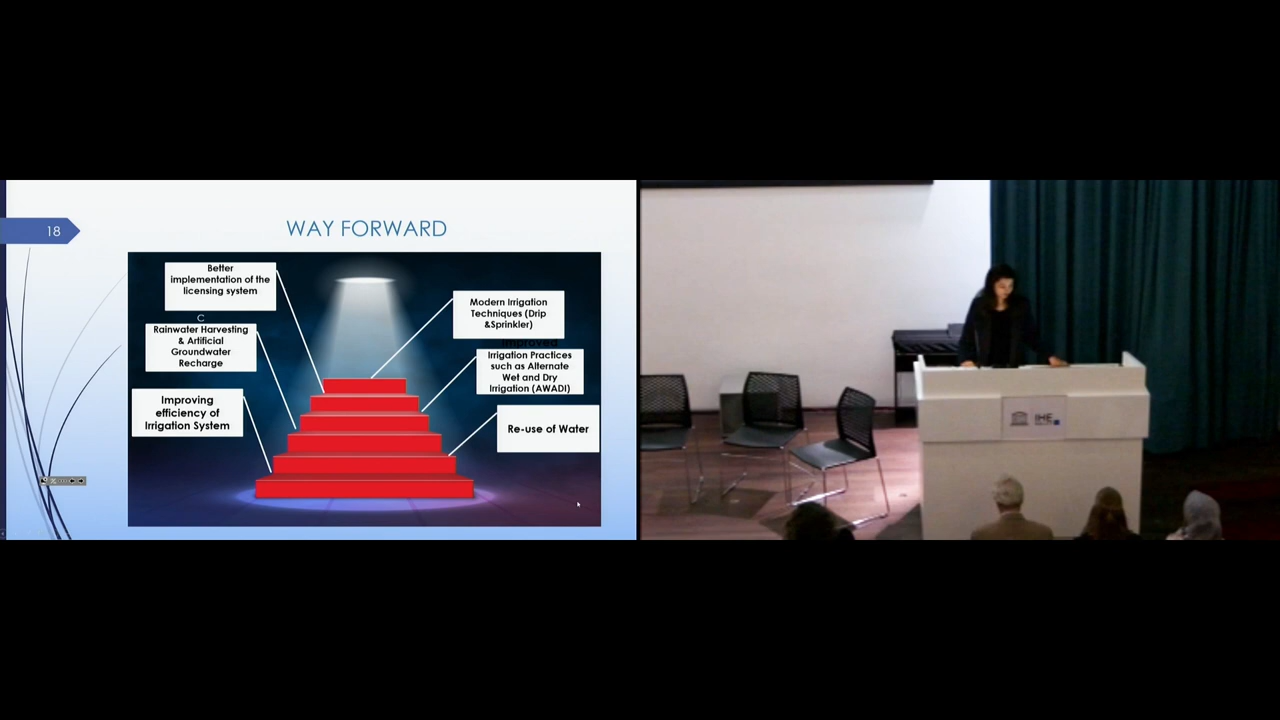 18
WAY FORWARD
Better
implementation of the
licensing system
C
Rainwater Harvesting
& Artificial
Groundwater
Recharge
Improving
efficiency of
Irrigation System
Modern Irrigation
Techniques (Drip
&Sprinkler)
Improved
Irrigation Practices
such as Alternate
Wet and Dry
Irrigation (AWADI)
Re-use of Water
IHE